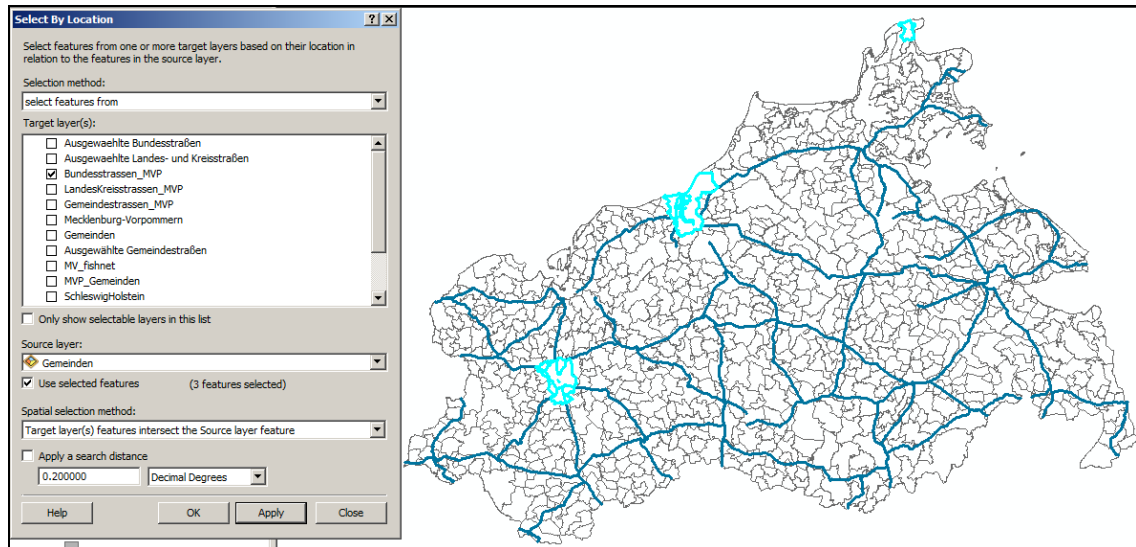 Select By Location
Select features from one or more target layers based on their location in
relation to the features in the source layer.
Selection method:
select features from
Target layer(s):
Ausgewaehlte Bundesstraßen
Ausgewaehlte Landes- und Kreisstraßen
Bundesstrassen_MVP
LandesKreisstrassen_MVP
Gemeindestrassen_MVP
Mecklenburg-Vorpommern
Gemeinden
Ausgewählte Gemeindestraßen
MV_fishnet
MVP_Gemeinden
SchleswigHolstein
Only show selectable layers in this list
Source layer:
Gemeinden
Use selected features (3 features selected)
Spatial selection method:
Target layer(s) features intersect the Source layer feature
Apply a search distance
0.200000 Decimal Degrees
Help OK Apply Close